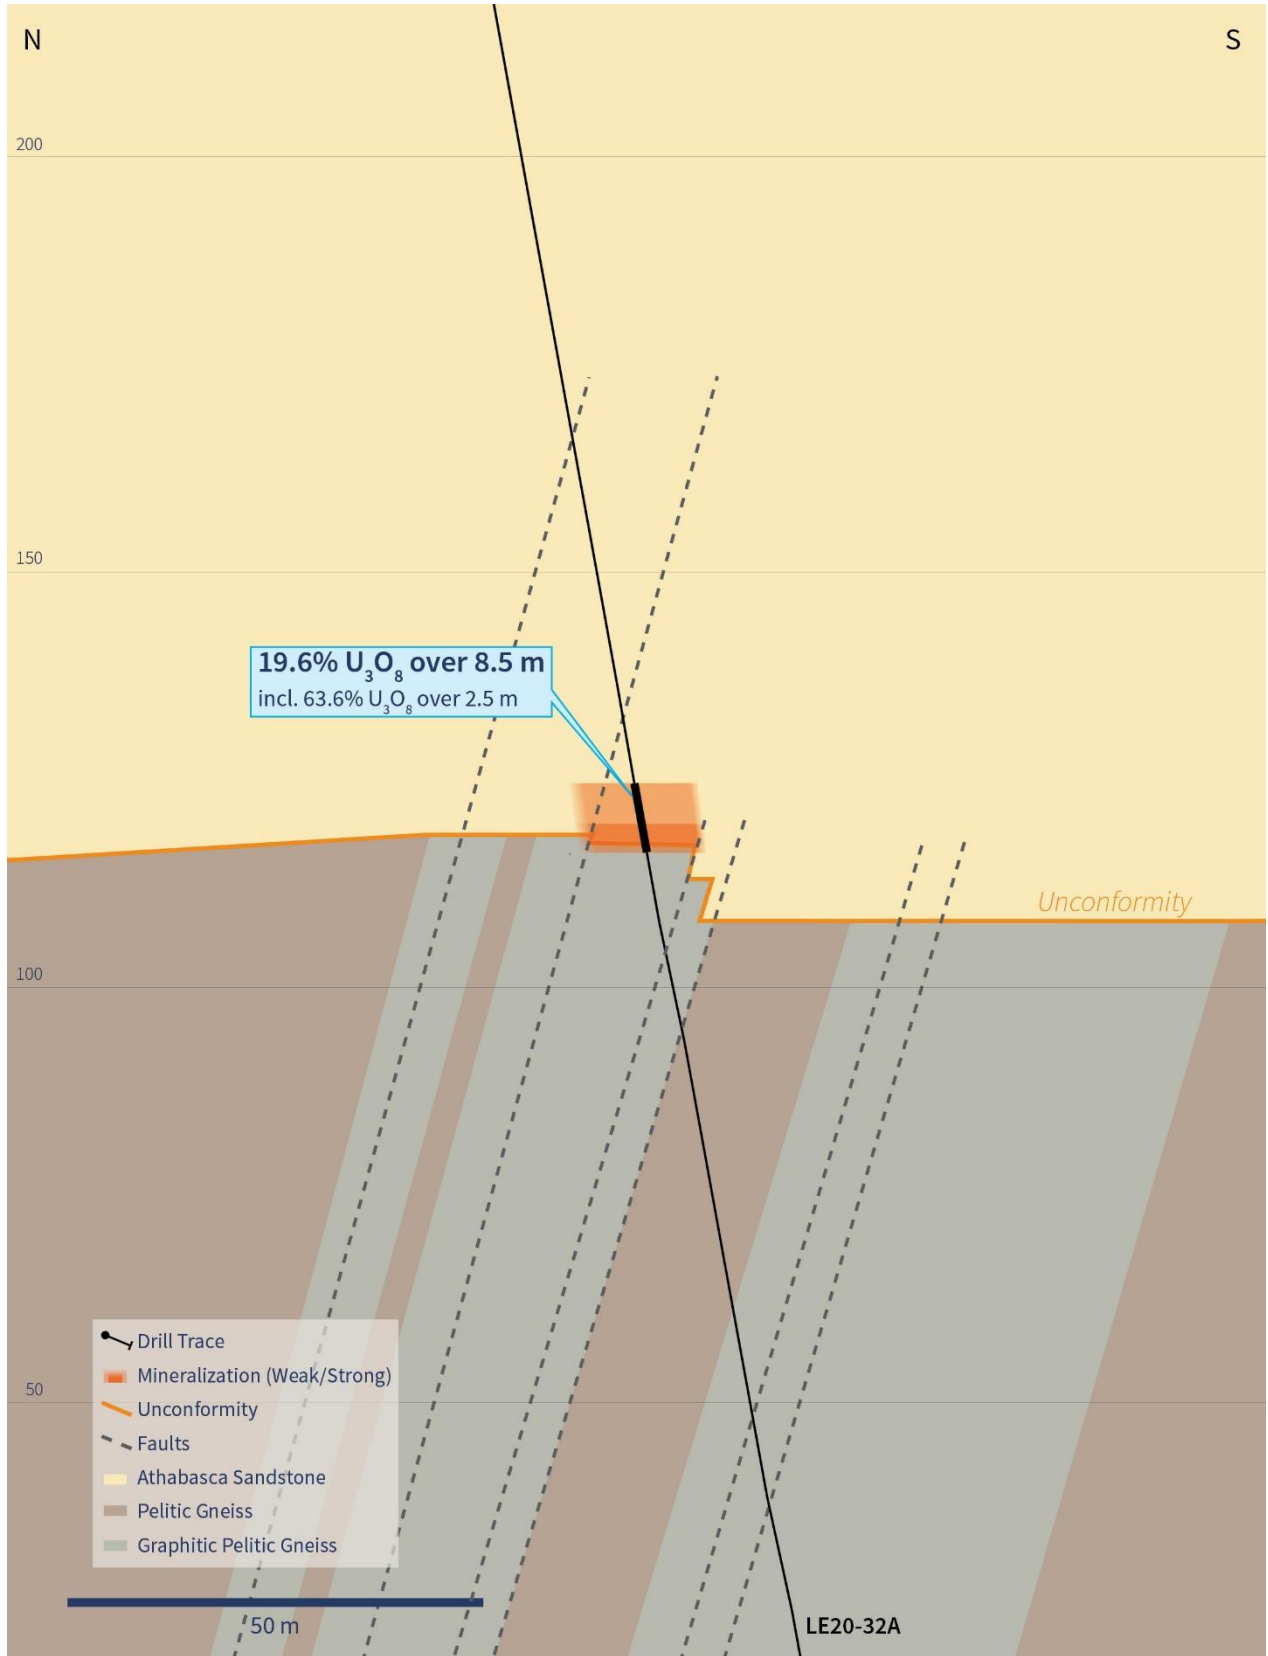 N
S
200
150
19.6% U₃O₈ over 8.5 m
incl. 63.6% U₃O₈ over 2.5 m
Unconformity
100
50
Drill Trace
Mineralization (Weak/Strong)
Unconformity
Faults
Athabasca Sandstone
Pelitic Gneiss
Graphitic Pelitic Gneiss
50 m
LE20-32A